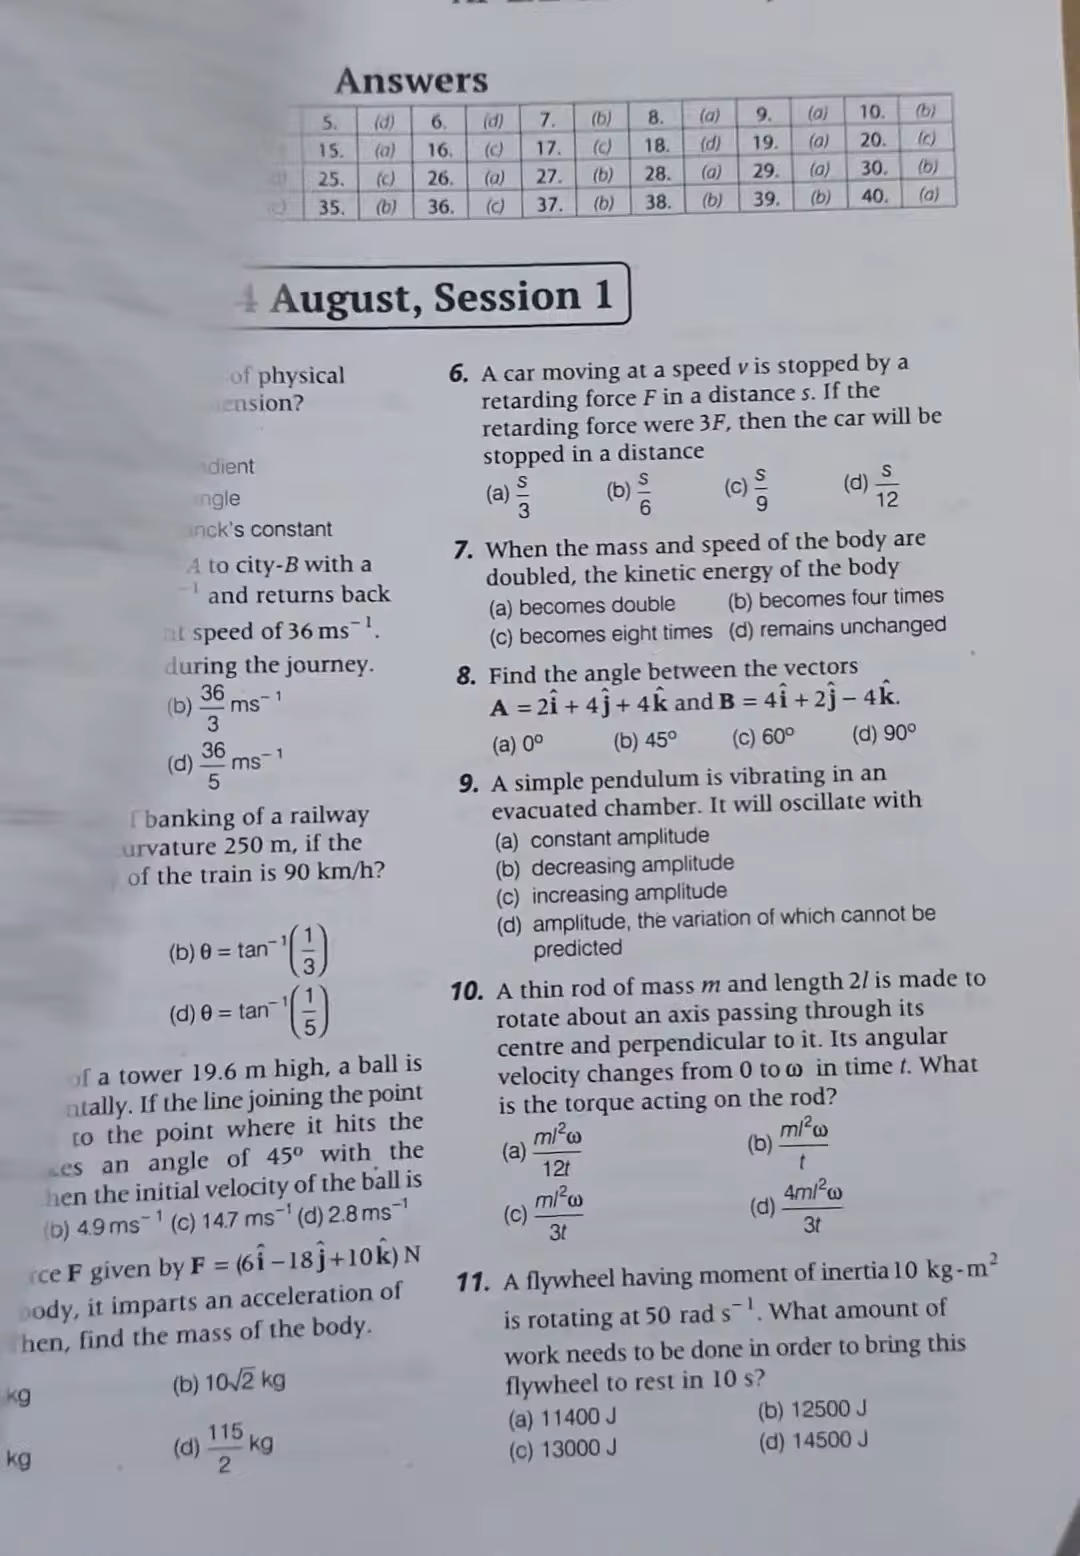 Answers
5. (d) 6. (d) 7. (b) 8. (a) 9. (a) 10. (b)
15. (a) 16. (c) 17. (c) 18. (d) 19. (a) 20. (c)
25. (c) 26. (a) 27. (b) 28. (a) 29. (a) 30. (b)
35. (b) 36. (c) 37. (b) 38. (b) 39. (b) 40. (a)
4 August, Session 1
of physical
ension?
dient
ngle
nck's constant
A to city-B with a
⁻¹ and returns back
at speed of 36 ms⁻¹.
during the journey.
(b) 36/3 ms⁻¹
(d) 36/5 ms⁻¹
f banking of a railway
urvature 250 m, if the
of the train is 90 km/h?
(b) θ = tan⁻¹(1/3)
(d) θ = tan⁻¹(1/5)
of a tower 19.6 m high, a ball is
ntally. If the line joining the point
to the point where it hits the
es an angle of 45° with the
hen the initial velocity of the ball is
(b) 4.9 ms⁻¹ (c) 14.7 ms⁻¹ (d) 2.8 ms⁻¹
rce F given by F = (6î – 18ĵ + 10k̂) N
body, it imparts an acceleration of
hen, find the mass of the body.
kg (b) 10√2 kg
kg (d) 115/2 kg
6. A car moving at a speed v is stopped by a
retarding force F in a distance s. If the
retarding force were 3F, then the car will be
stopped in a distance
(a) s/3 (b) s/6 (c) s/9 (d) s/12
7. When the mass and speed of the body are
doubled, the kinetic energy of the body
(a) becomes double (b) becomes four times
(c) becomes eight times (d) remains unchanged
8. Find the angle between the vectors
A = 2î + 4ĵ + 4k̂ and B = 4î + 2ĵ – 4k̂.
(a) 0° (b) 45° (c) 60° (d) 90°
9. A simple pendulum is vibrating in an
evacuated chamber. It will oscillate with
(a) constant amplitude
(b) decreasing amplitude
(c) increasing amplitude
(d) amplitude, the variation of which cannot be
predicted
10. A thin rod of mass m and length 2l is made to
rotate about an axis passing through its
centre and perpendicular to it. Its angular
velocity changes from 0 to ω in time t. What
is the torque acting on the rod?
(a) ml²ω/12t (b) ml²ω/t
(c) ml²ω/3t (d) 4ml²ω/3t
11. A flywheel having moment of inertia 10 kg-m²
is rotating at 50 rad s⁻¹. What amount of
work needs to be done in order to bring this
flywheel to rest in 10 s?
(a) 11400 J (b) 12500 J
(c) 13000 J (d) 14500 J